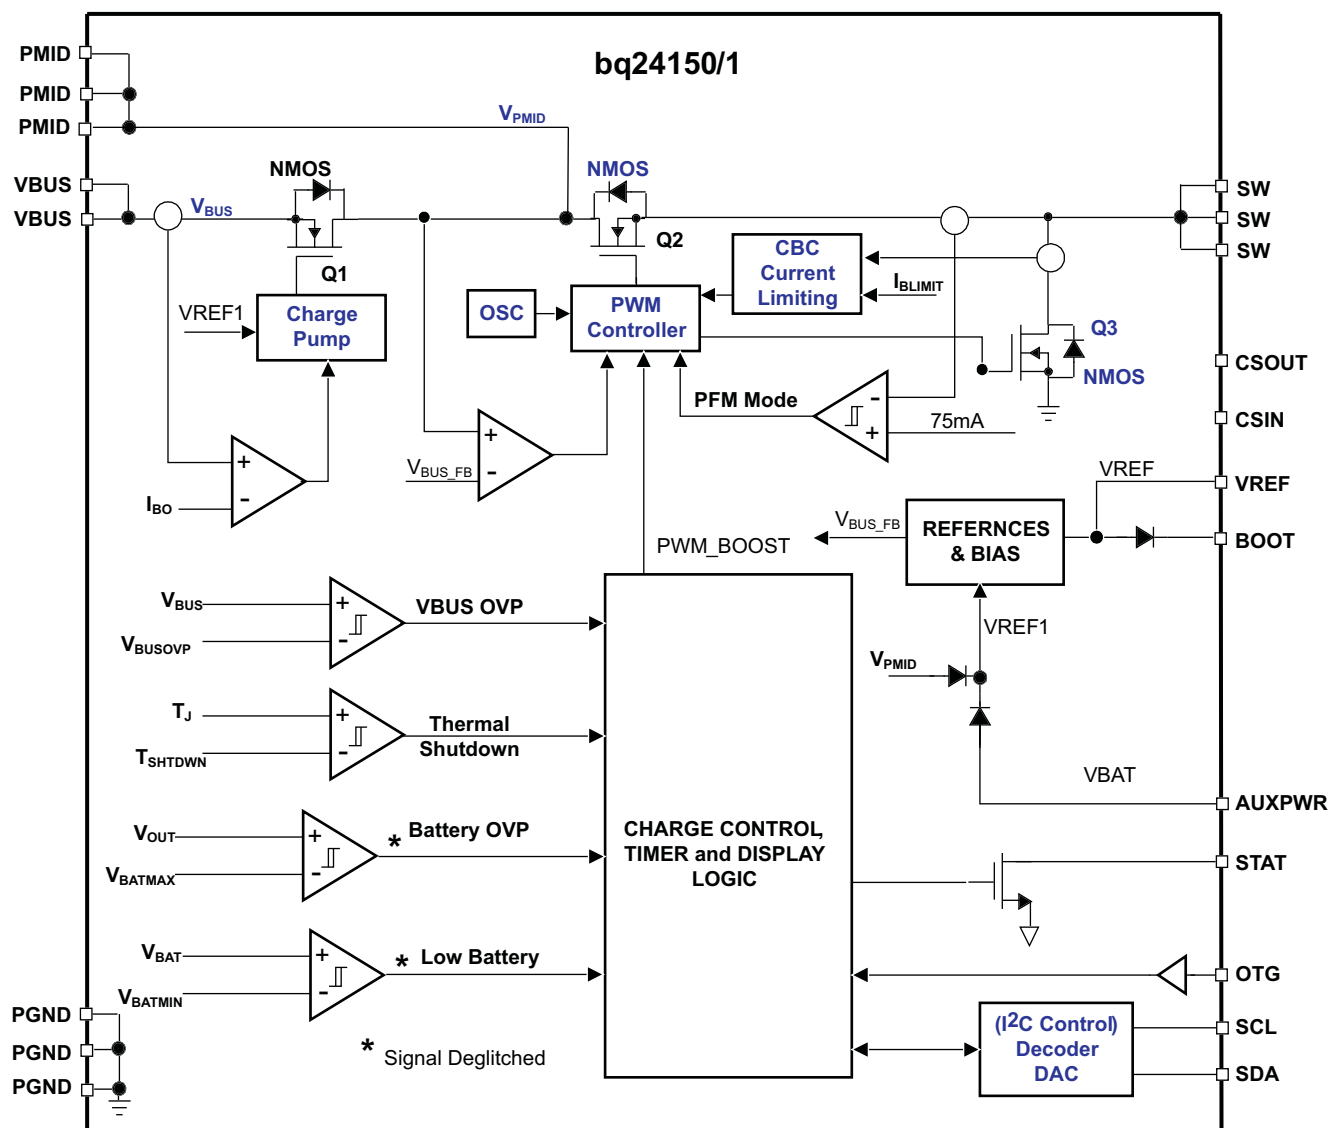 bq24150/1
PMID
PMID
PMID
VBUS
VBUS
VPMID
NMOS
VBUS
Q1
NMOS
Q2
SW
SW
SW
VREF1
Charge
Pump
OSC
PWM
Controller
CBC
Current
Limiting
IBLIMIT
Q3
NMOS
CSOUT
CSIN
PFM Mode
-
+
75mA
+
-
VBUS_FB
+
-
IBO
VREF
VREF
BOOT
VBUS_FB
REFERNCES
& BIAS
PWM_BOOST
VREF1
VPMID
VBAT
AUXPWR
VBUS
VBUSOVP
+
-
VBUS OVP
TJ
TSHTDWN
+
-
Thermal
Shutdown
VOUT
VBATMAX
+
-
* Battery OVP
VBAT
VBATMIN
+
-
* Low Battery
CHARGE CONTROL,
TIMER and DISPLAY
LOGIC
STAT
OTG
(I2C Control)
Decoder
DAC
SCL
SDA
PGND
PGND
PGND
* Signal Deglitched